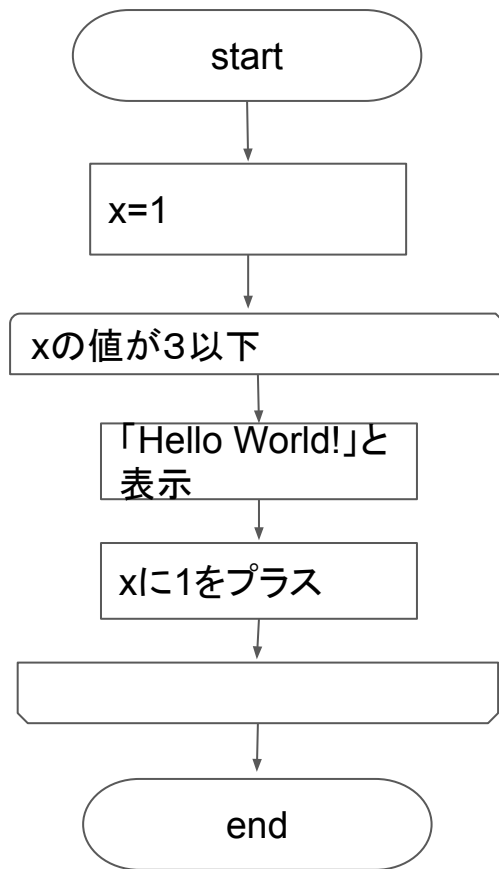 start
x=1
xの値が３以下
「Hello World!」と
表示
xに1をプラス
end